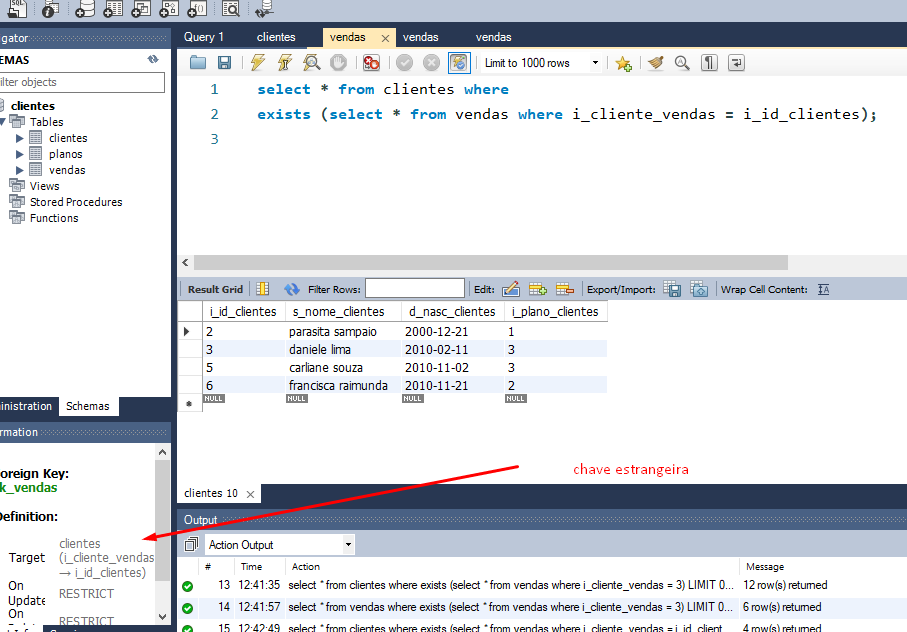 Query 1 clientes vendas vendas vendas
gator
EMAS
ilter objects
clientes
Tables
clientes
planos
vendas
Views
Stored Procedures
Functions
inistration Schemas
rmation
oreign Key:
k_vendas
Definition:
Target clientes
(i_cliente_vendas
→ i_id_clientes)
On
Update RESTRICT
On
RESTRICT
Limit to 1000 rows
1 select * from clientes where
2 exists (select * from vendas where i_cliente_vendas = i_id_clientes);
3
Result Grid Filter Rows: Edit: Export/Import: Wrap Cell Content:
i_id_clientes s_nome_clientes d_nasc_clientes i_plano_clientes
2 parasita sampaio 2000-12-21 1
3 daniele lima 2010-02-11 3
5 carliane souza 2010-11-02 3
6 francisca raimunda 2010-11-21 2
NULL NULL NULL NULL
chave estrangeira
clientes 10
Output
Action Output
# Time Action Message
13 12:41:35 select * from clientes where exists (select * from vendas where i_cliente_vendas = 3) LIMIT 0... 12 row(s) returned
14 12:41:57 select * from vendas where exists (select * from vendas where i_cliente_vendas = 3) LIMIT 0... 6 row(s) returned
15 12:42:49 select * from clientes where exists (select * from vendas where i_cliente_vendas = i_id_client... 4 row(s) returned